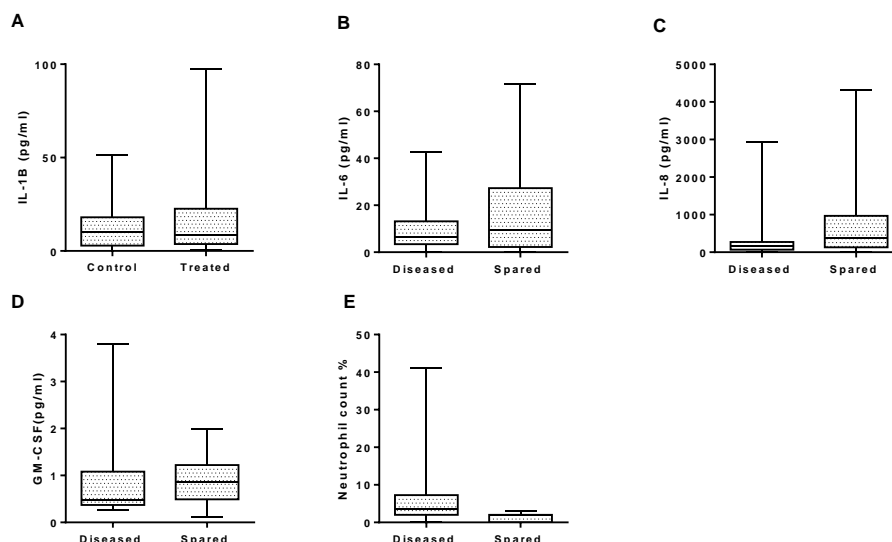 A
B
C
IL-1B (pg/ml)
100
50
0
Control Treated
IL-6 (pg/ml)
80
60
40
20
0
Diseased Spared
IL-8 (pg/ml)
5000
4000
3000
2000
1000
0
Diseased Spared
D
E
GM-CSF(pg/ml)
4
3
2
1
0
Diseased Spared
Neutrophil count %
50
40
30
20
10
0
Diseased Spared